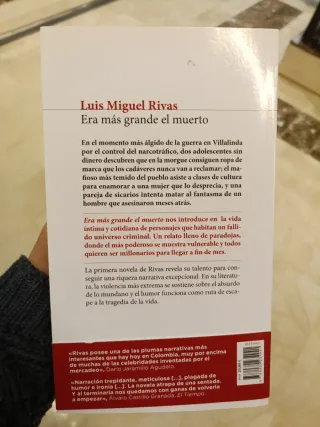 Luis Miguel Rivas
Era más grande el muerto
En el momento más álgido de la guerra en Villalinda
por el control del narcotráfico, dos adolescentes sin
dinero descubren que en la morgue consiguen ropa de
marca que los cadáveres nunca van a reclamar; el ma-
fioso más temido del pueblo asiste a clases de cultura
para enamorar a una mujer que lo desprecia, y una
pareja de sicarios intenta matar al fantasma de un
hombre que asesinaron meses atrás.
Era más grande el muerto nos introduce en la vida
íntima y cotidiana de personajes que habitan un falli-
do universo criminal. Un relato lleno de paradojas,
donde el más poderoso se muestra vulnerable y todos
quieren ser millonarios para llegar a fin de mes.
La primera novela de Rivas revela su talento para con-
seguir una riqueza narrativa excepcional. En su literatu-
ra, la violencia más extrema se sostiene sobre el absurdo
de lo mundano y el humor funciona como ruta de esca-
pe a la tragedia de la vida.
«Rivas posee una de las plumas narrativas más
interesantes que hay hoy en Colombia, muy por encima
de muchas de las celebridades inventadas por el
mercadeo». Darío Jaramillo Agudelo
«Narración trepidante, meticulosa [...], plagada de
humor e ironía [...]. La novela atrapa de una sentada.
Y al terminarla nos quedamos con ganas de volverla
a empezar», Álvaro Castillo Granada, El Tiempo